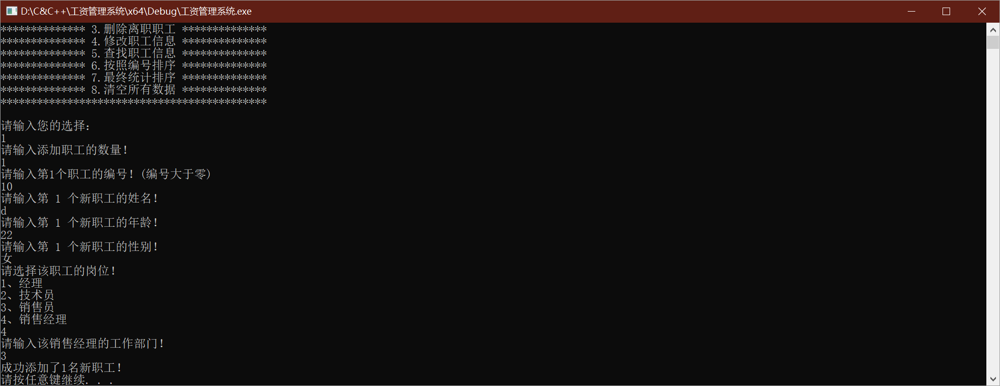 D:\C&C++\工资管理系统\x64\Debug\工资管理系统.exe
************** 3.删除离职职工 **************
************** 4.修改职工信息 **************
************** 5.查找职工信息 **************
************** 6.按照编号排序 **************
************** 7.最终统计排序 **************
************** 8.清空所有数据 **************
********************************************
请输入您的选择：
1
请输入添加职工的数量！
1
请输入第1个职工的编号！(编号大于零)
10
请输入第 1 个新职工的姓名！
d
请输入第 1 个新职工的年龄！
22
请输入第 1 个新职工的性别！
女
请选择该职工的岗位！
1、经理
2、技术员
3、销售员
4、销售经理
4
请输入该销售经理的工作部门！
3
成功添加了1名新职工！
请按任意键继续. . .